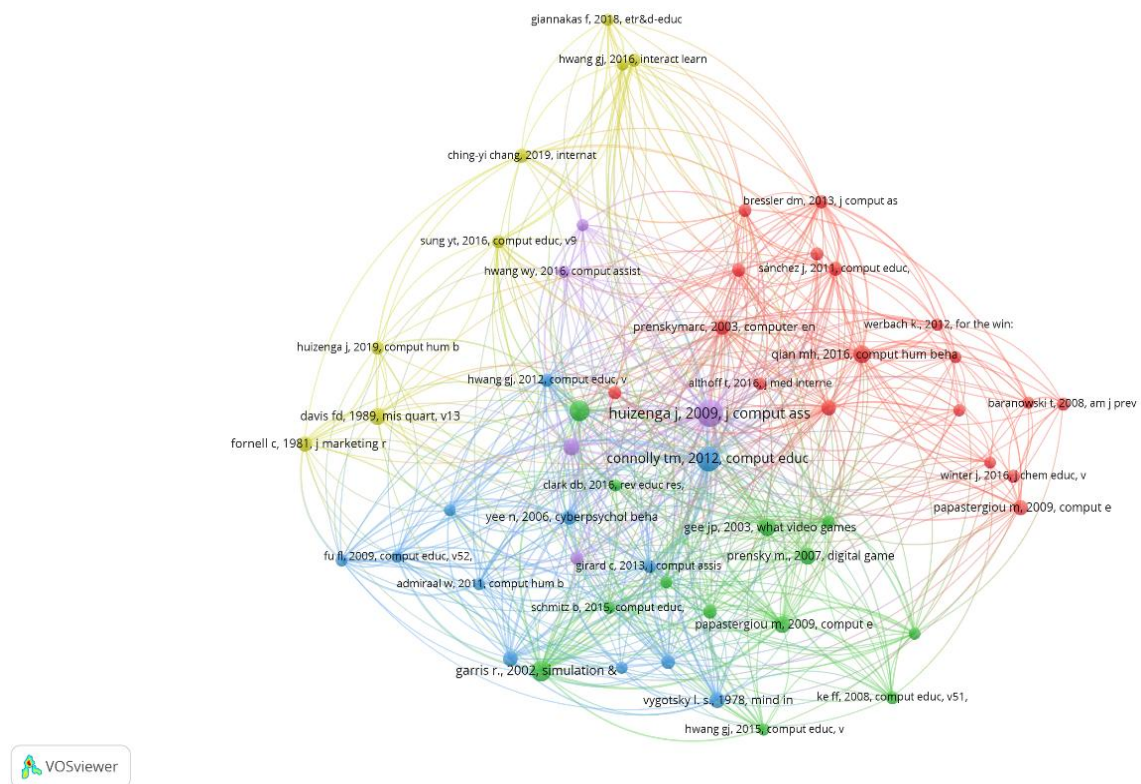 giannakas f, 2018, etr&d-educ
hwang gj, 2016, interact learn
ching-yi chang, 2019, internat
bressler dm, 2013, j comput as
sung yt, 2016, comput educ, v9
hwang wy, 2016, comput assist
sánchez j, 2011, comput educ,
prenskymarc, 2003, computer en
werbach k., 2012, for the win:
huizenga j, 2019, comput hum b
qian mh, 2016, comput hum beha
hwang gj, 2012, comput educ, v
althoff t, 2016, j med interne
baranowski t, 2008, am j prev
davis fd, 1989, mis quart, v13
huizenga j, 2009, j comput ass
fornell c, 1981, j marketing r
connolly tm, 2012, comput educ
winter j, 2016, j chem educ, v
clark db, 2016, rev educ res,
papastergiou m, 2009, comput e
yee n, 2006, cyberpsychol beha
gee jp, 2003, what video games
fu fl, 2009, comput educ, v52,
prensky m., 2007, digital game
girard c, 2013, j comput assis
admiraal w, 2011, comput hum b
schmitz b, 2015, comput educ,
papastergiou m, 2009, comput e
garris r., 2002, simulation &
vygotsky l. s., 1978, mind in
ke ff, 2008, comput educ, v51,
hwang gj, 2015, comput educ, v
VOSviewer